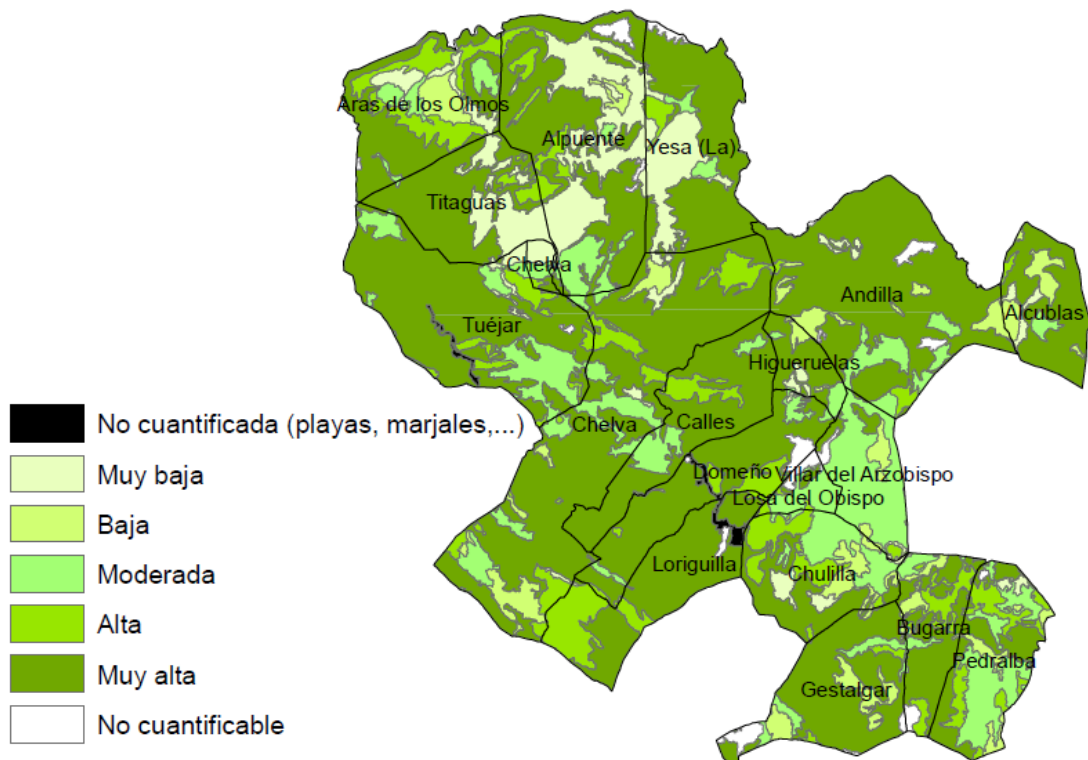 Aras de los Olmos
Alpuente
Yesa (La)
Titaguas
Chelva
Andilla
Alcublas
Tuéjar
Higueruelas
Chelva
Calles
Domeño
Villar del Arzobispo
Losa del Obispo
Loriguilla
Chulilla
Bugarra
Pedralba
Gestalgar
No cuantificada (playas, marjales,...)
Muy baja
Baja
Moderada
Alta
Muy alta
No cuantificable